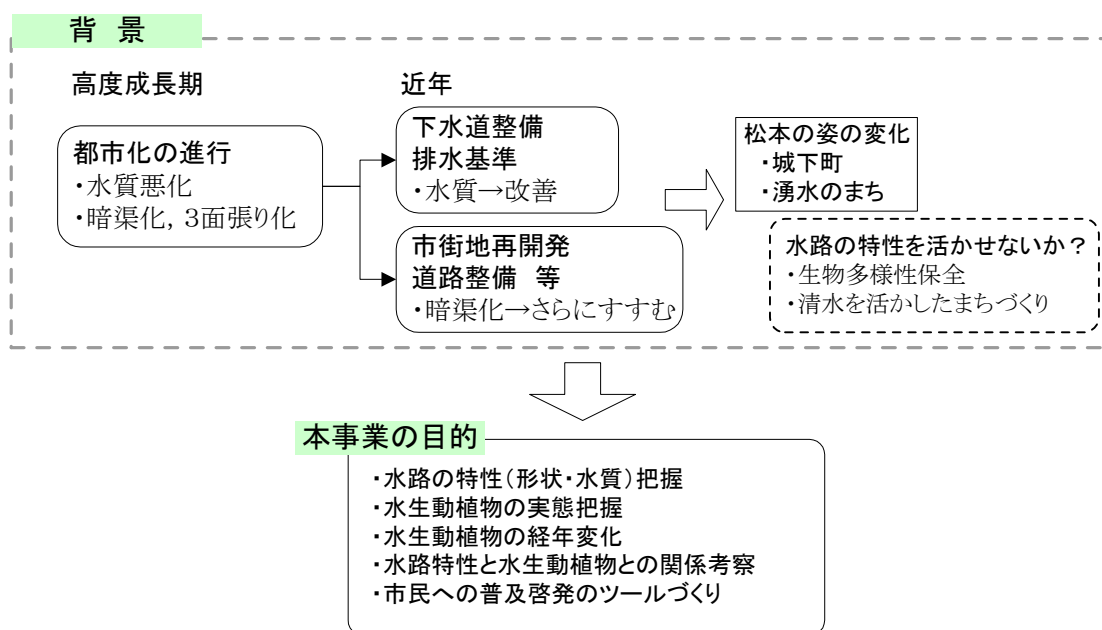 背 景
高度成長期
都市化の進行
・水質悪化
・暗渠化, 3面張り化
近年
下水道整備
排水基準
・水質→改善
市街地再開発
道路整備 等
・暗渠化→さらにすすむ
松本の姿の変化
・城下町
・湧水のまち
水路の特性を活かせないか?
・生物多様性保全
・清水を活かしたまちづくり
本事業の目的
・水路の特性(形状・水質)把握
・水生動植物の実態把握
・水生動植物の経年変化
・水路特性と水生動植物との関係考察
・市民への普及啓発のツールづくり